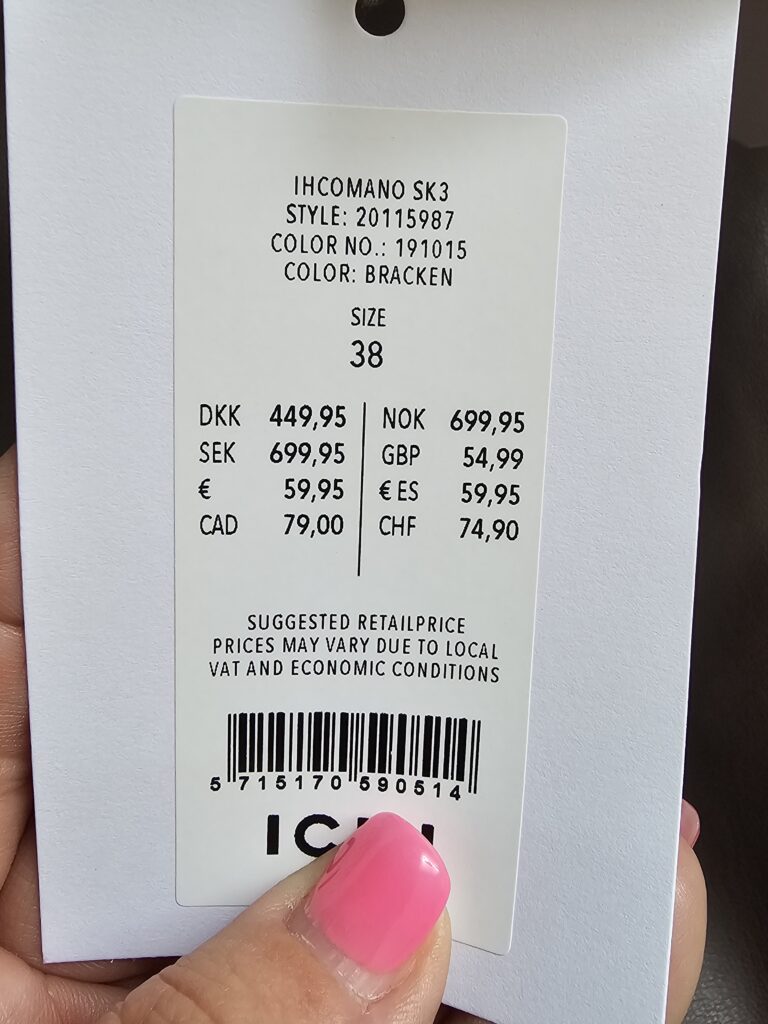 IHCOMANO SK3
STYLE: 20115987
COLOR NO.: 191015
COLOR: BRACKEN
SIZE
38
DKK 449,95 NOK 699,95
SEK 699,95 GBP 54,99
€ 59,95 € ES 59,95
CAD 79,00 CHF 74,90
SUGGESTED RETAILPRICE
PRICES MAY VARY DUE TO LOCAL
VAT AND ECONOMIC CONDITIONS
5 715170 590514